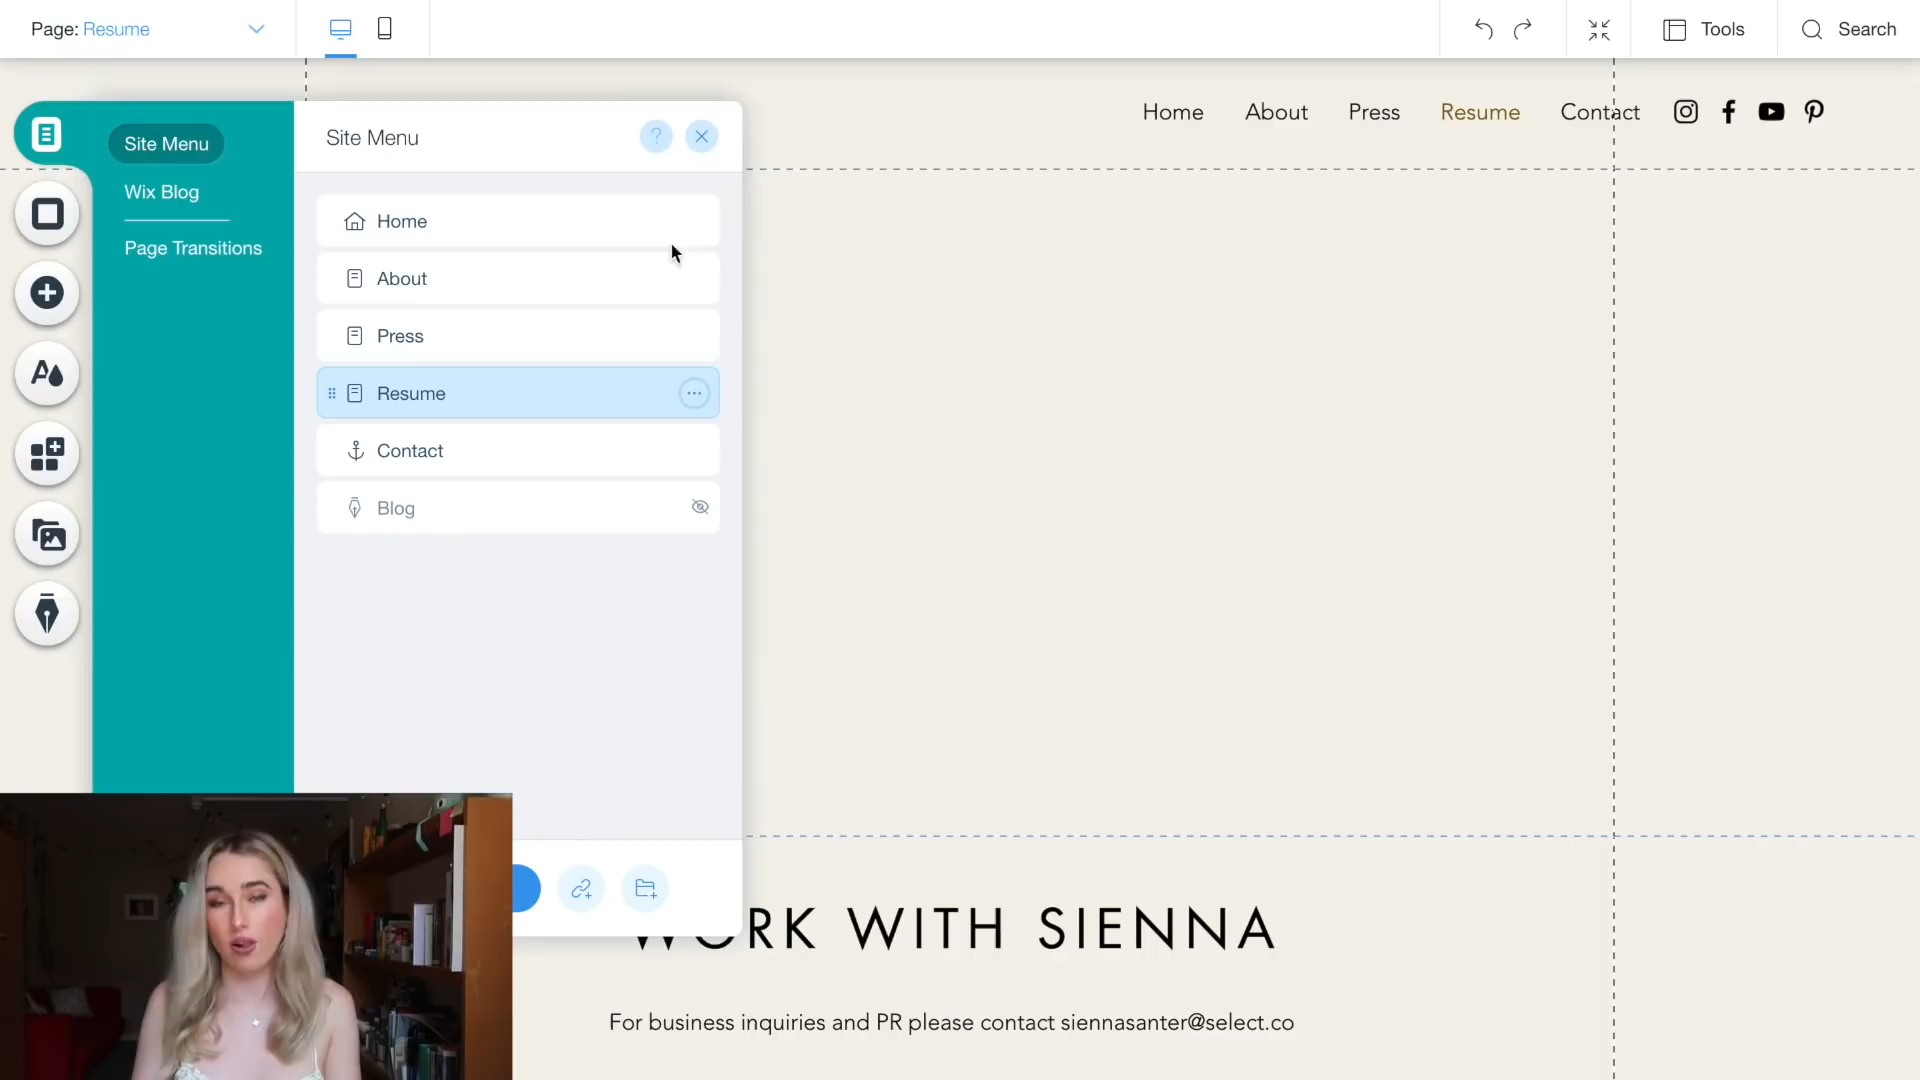 Page: Resume
Tools
Search
Home About Press Resume Contact
Site Menu
Wix Blog
Page Transitions
Site Menu
?
Home
About
Press
Resume
Contact
Blog
WORK WITH SIENNA
For business inquiries and PR please contact siennasanter@select.co